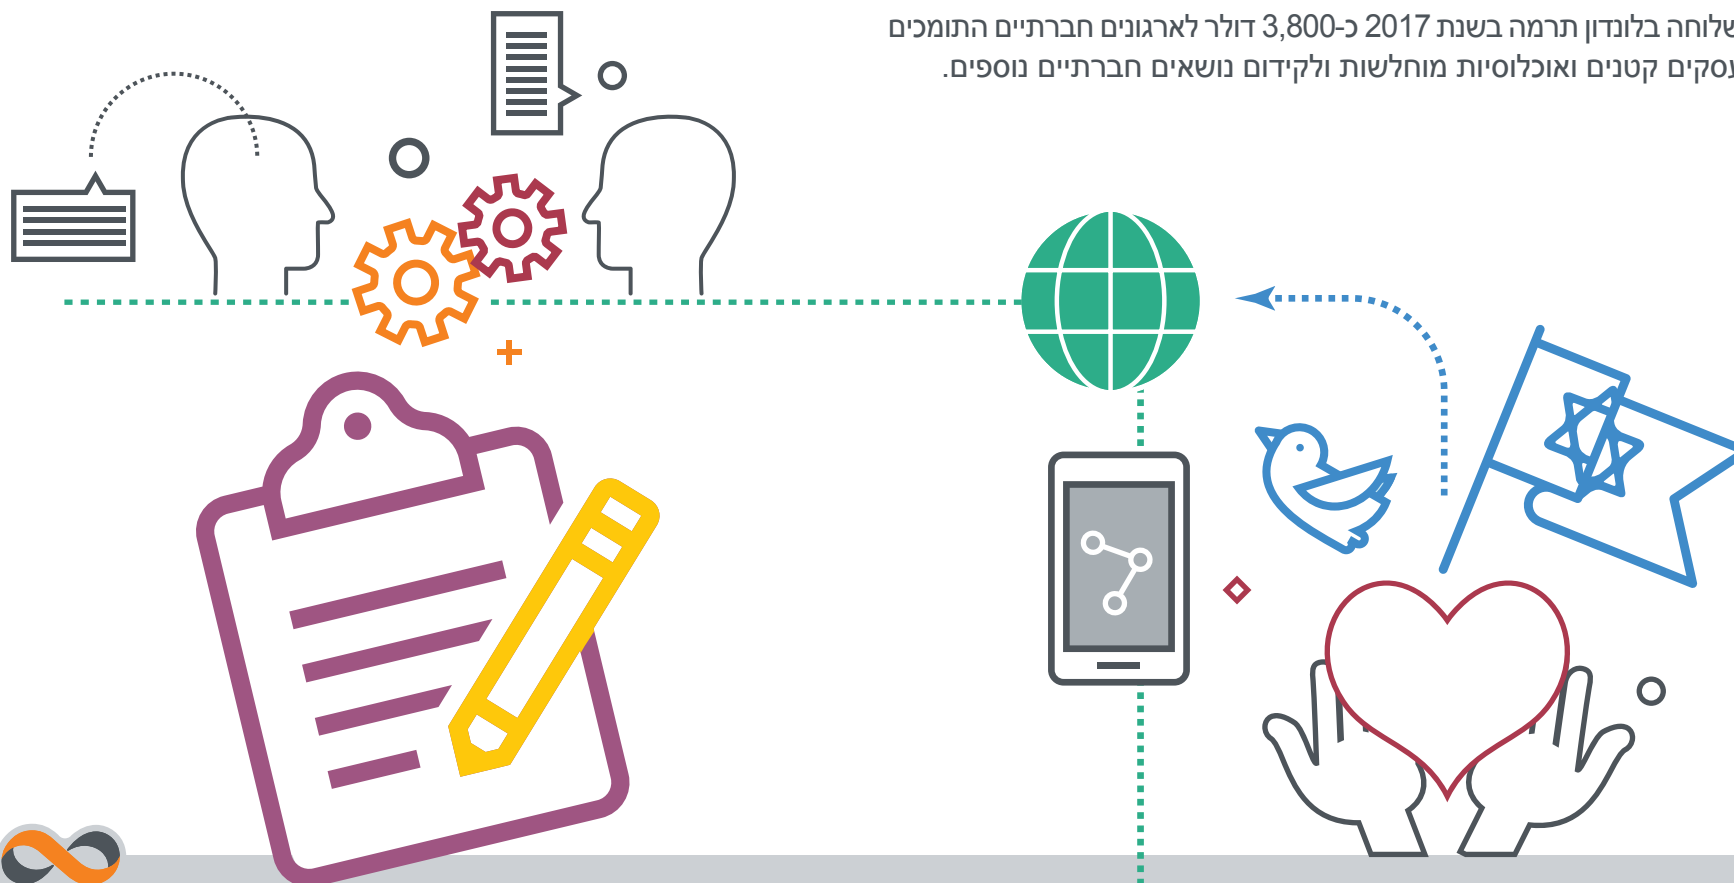 שלוחה בלונדון תרמה בשנת 2017 כ-3,800 דולר לארגונים חברתיים התומכים
עסקים קטנים ואוכלוסיות מוחלשות ולקידום נושאים חברתיים נוספים.